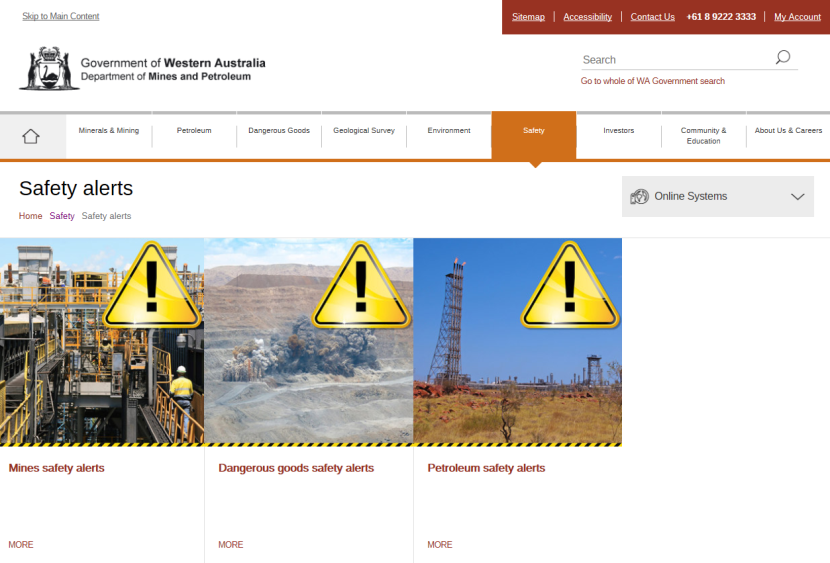 Skip to Main Content
Sitemap
Accessibility
Contact Us
+61 8 9222 3333
My Account
Government of Western Australia
Department of Mines and Petroleum
Search
Go to whole of WA Government search
Minerals & Mining
Petroleum
Dangerous Goods
Geological Survey
Environment
Safety
Investors
Community &
Education
About Us & Careers
Safety alerts
Online Systems
Home Safety Safety alerts
Mines safety alerts
Dangerous goods safety alerts
Petroleum safety alerts
MORE
MORE
MORE